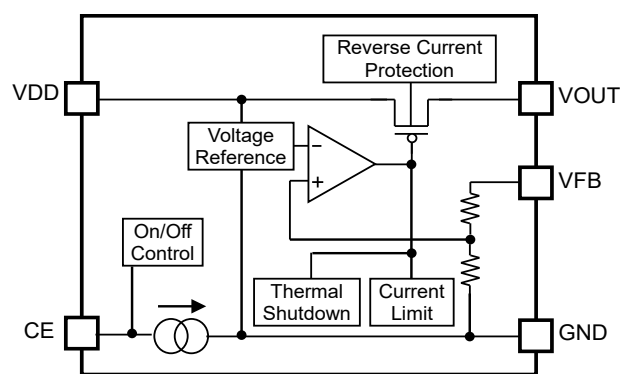 Reverse Current
Protection
VDD
VOUT
Voltage
Reference
−
+
VFB
On/Off
Control
Thermal
Shutdown
Current
Limit
CE
GND